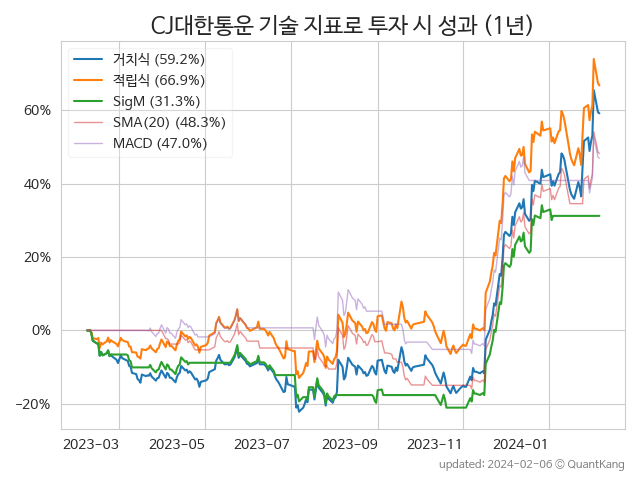 CJ대한통운 기술 지표로 투자 시 성과 (1년)
거치식 (59.2%)
적립식 (66.9%)
SigM (31.3%)
SMA(20) (48.3%)
MACD (47.0%)
60%
40%
20%
0%
−20%
2023-03 2023-05 2023-07 2023-09 2023-11 2024-01
updated: 2024-02-06 © QuantKang